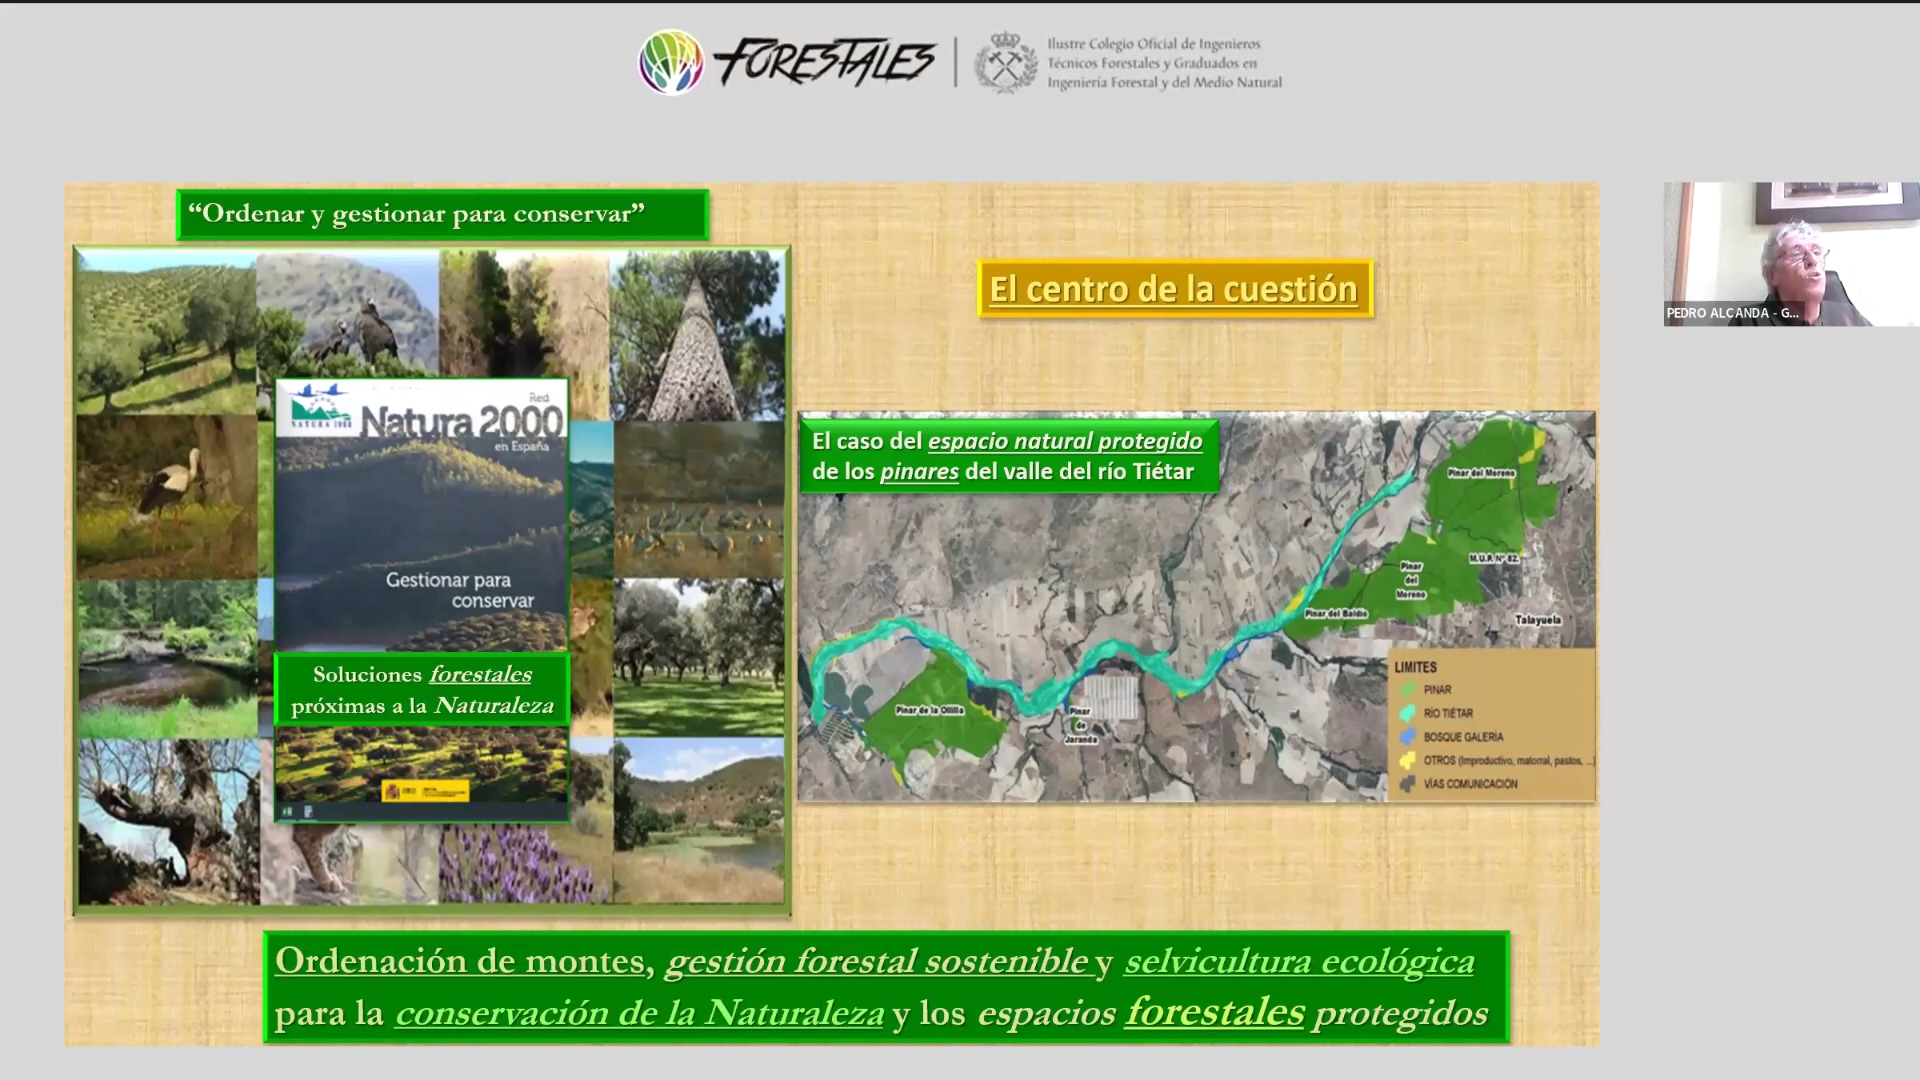 FORESTALES
Ilustre Colegio Oficial de Ingenieros
Técnicos Forestales y Graduados en
Ingeniería Forestal y del Medio Natural
“Ordenar y gestionar para conservar”
El centro de la cuestión
PEDRO ALCANDA - G...
NATURA 2000
Red
Natura 2000
en España
Gestionar para
conservar
Soluciones forestales
próximas a la Naturaleza
El caso del espacio natural protegido
de los pinares del valle del río Tiétar
Pinar del Moreno
M.U.P. Nº 82.
Pinar
del
Moreno
Pinar del Baldío
Talayuela
Pinar de la Ollilla
Pinar
de
Jaranda
LIMITES
PINAR
RÍO TIÉTAR
BOSQUE GALERÍA
OTROS (Improductivo, matorral, pastos, ...)
VÍAS COMUNICACIÓN
Ordenación de montes, gestión forestal sostenible y selvicultura ecológica
para la conservación de la Naturaleza y los espacios forestales protegidos